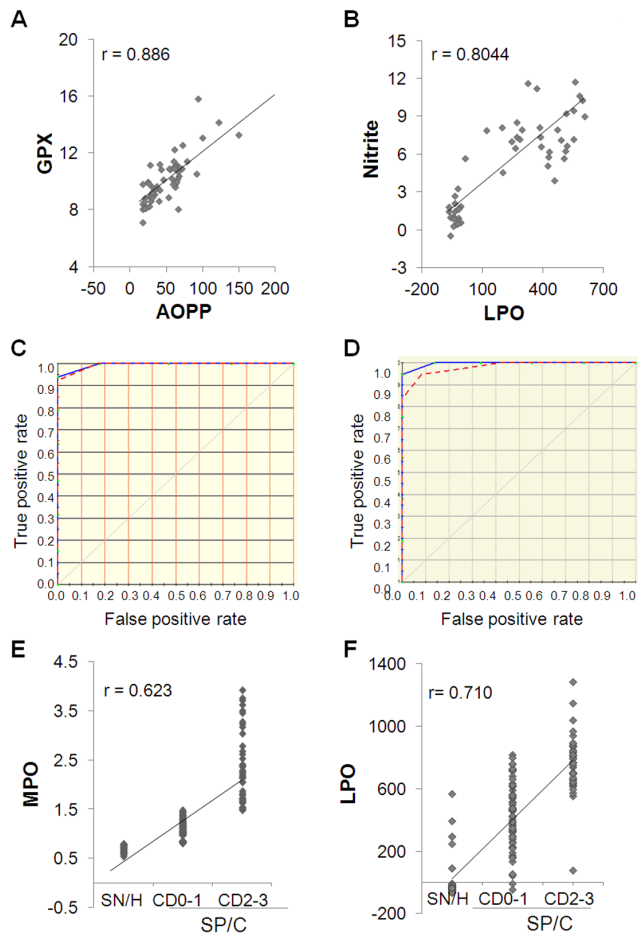 A
r = 0.886
20
16
12
8
4
GPX
-50 0 50 100 150 200
AOPP
B
r = 0.8044
15
11
7
3
0
-3
Nitrite
-200 100 400 700
LPO
C
1.0
0.9
0.8
0.7
0.6
0.5
0.4
0.3
0.2
0.1
0.0
True positive rate
0.0 0.1 0.2 0.3 0.4 0.5 0.6 0.7 0.8 0.9 1.0
False positive rate
D
1.0
0.9
0.8
0.7
0.6
0.5
0.4
0.3
0.2
0.1
0.0
True positive rate
0.0 0.1 0.2 0.3 0.4 0.5 0.6 0.7 0.8 0.9 1.0
False positive rate
E
r = 0.623
4.5
3.5
2.5
1.5
0.5
-0.5
MPO
SN/H CD0-1 CD2-3
SP/C
F
r= 0.710
1400
1000
600
200
-200
LPO
SN/H CD0-1 CD2-3
SP/C